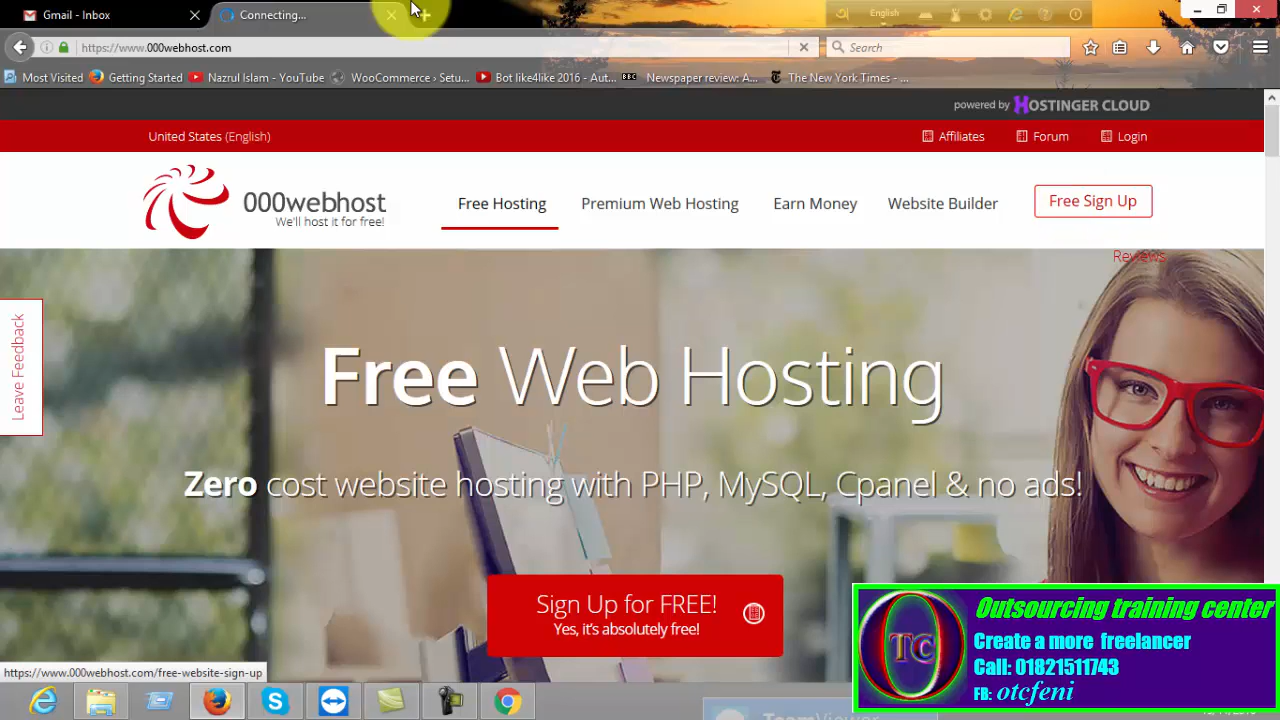 Gmail - Inbox
Connecting...
English
https://www.000webhost.com
Search
Most Visited
Getting Started
Nazrul Islam - YouTube
WooCommerce › Setu...
Bot like4like 2016 - Aut...
BBC
Newspaper review: A...
The New York Times - ...
powered by HOSTINGER CLOUD
United States (English)
Affiliates
Forum
Login
000webhost
We'll host it for free!
Free Hosting
Premium Web Hosting
Earn Money
Website Builder
Free Sign Up
Reviews
Leave Feedback
Free Web Hosting
Zero cost website hosting with PHP, MySQL, Cpanel & no ads!
Sign Up for FREE!
Yes, it's absolutely free!
https://www.000webhost.com/free-website-sign-up
OTC
Outsourcing training center
Create a more freelancer
Call: 01821511743
FB: otcfeni
TeamViewer